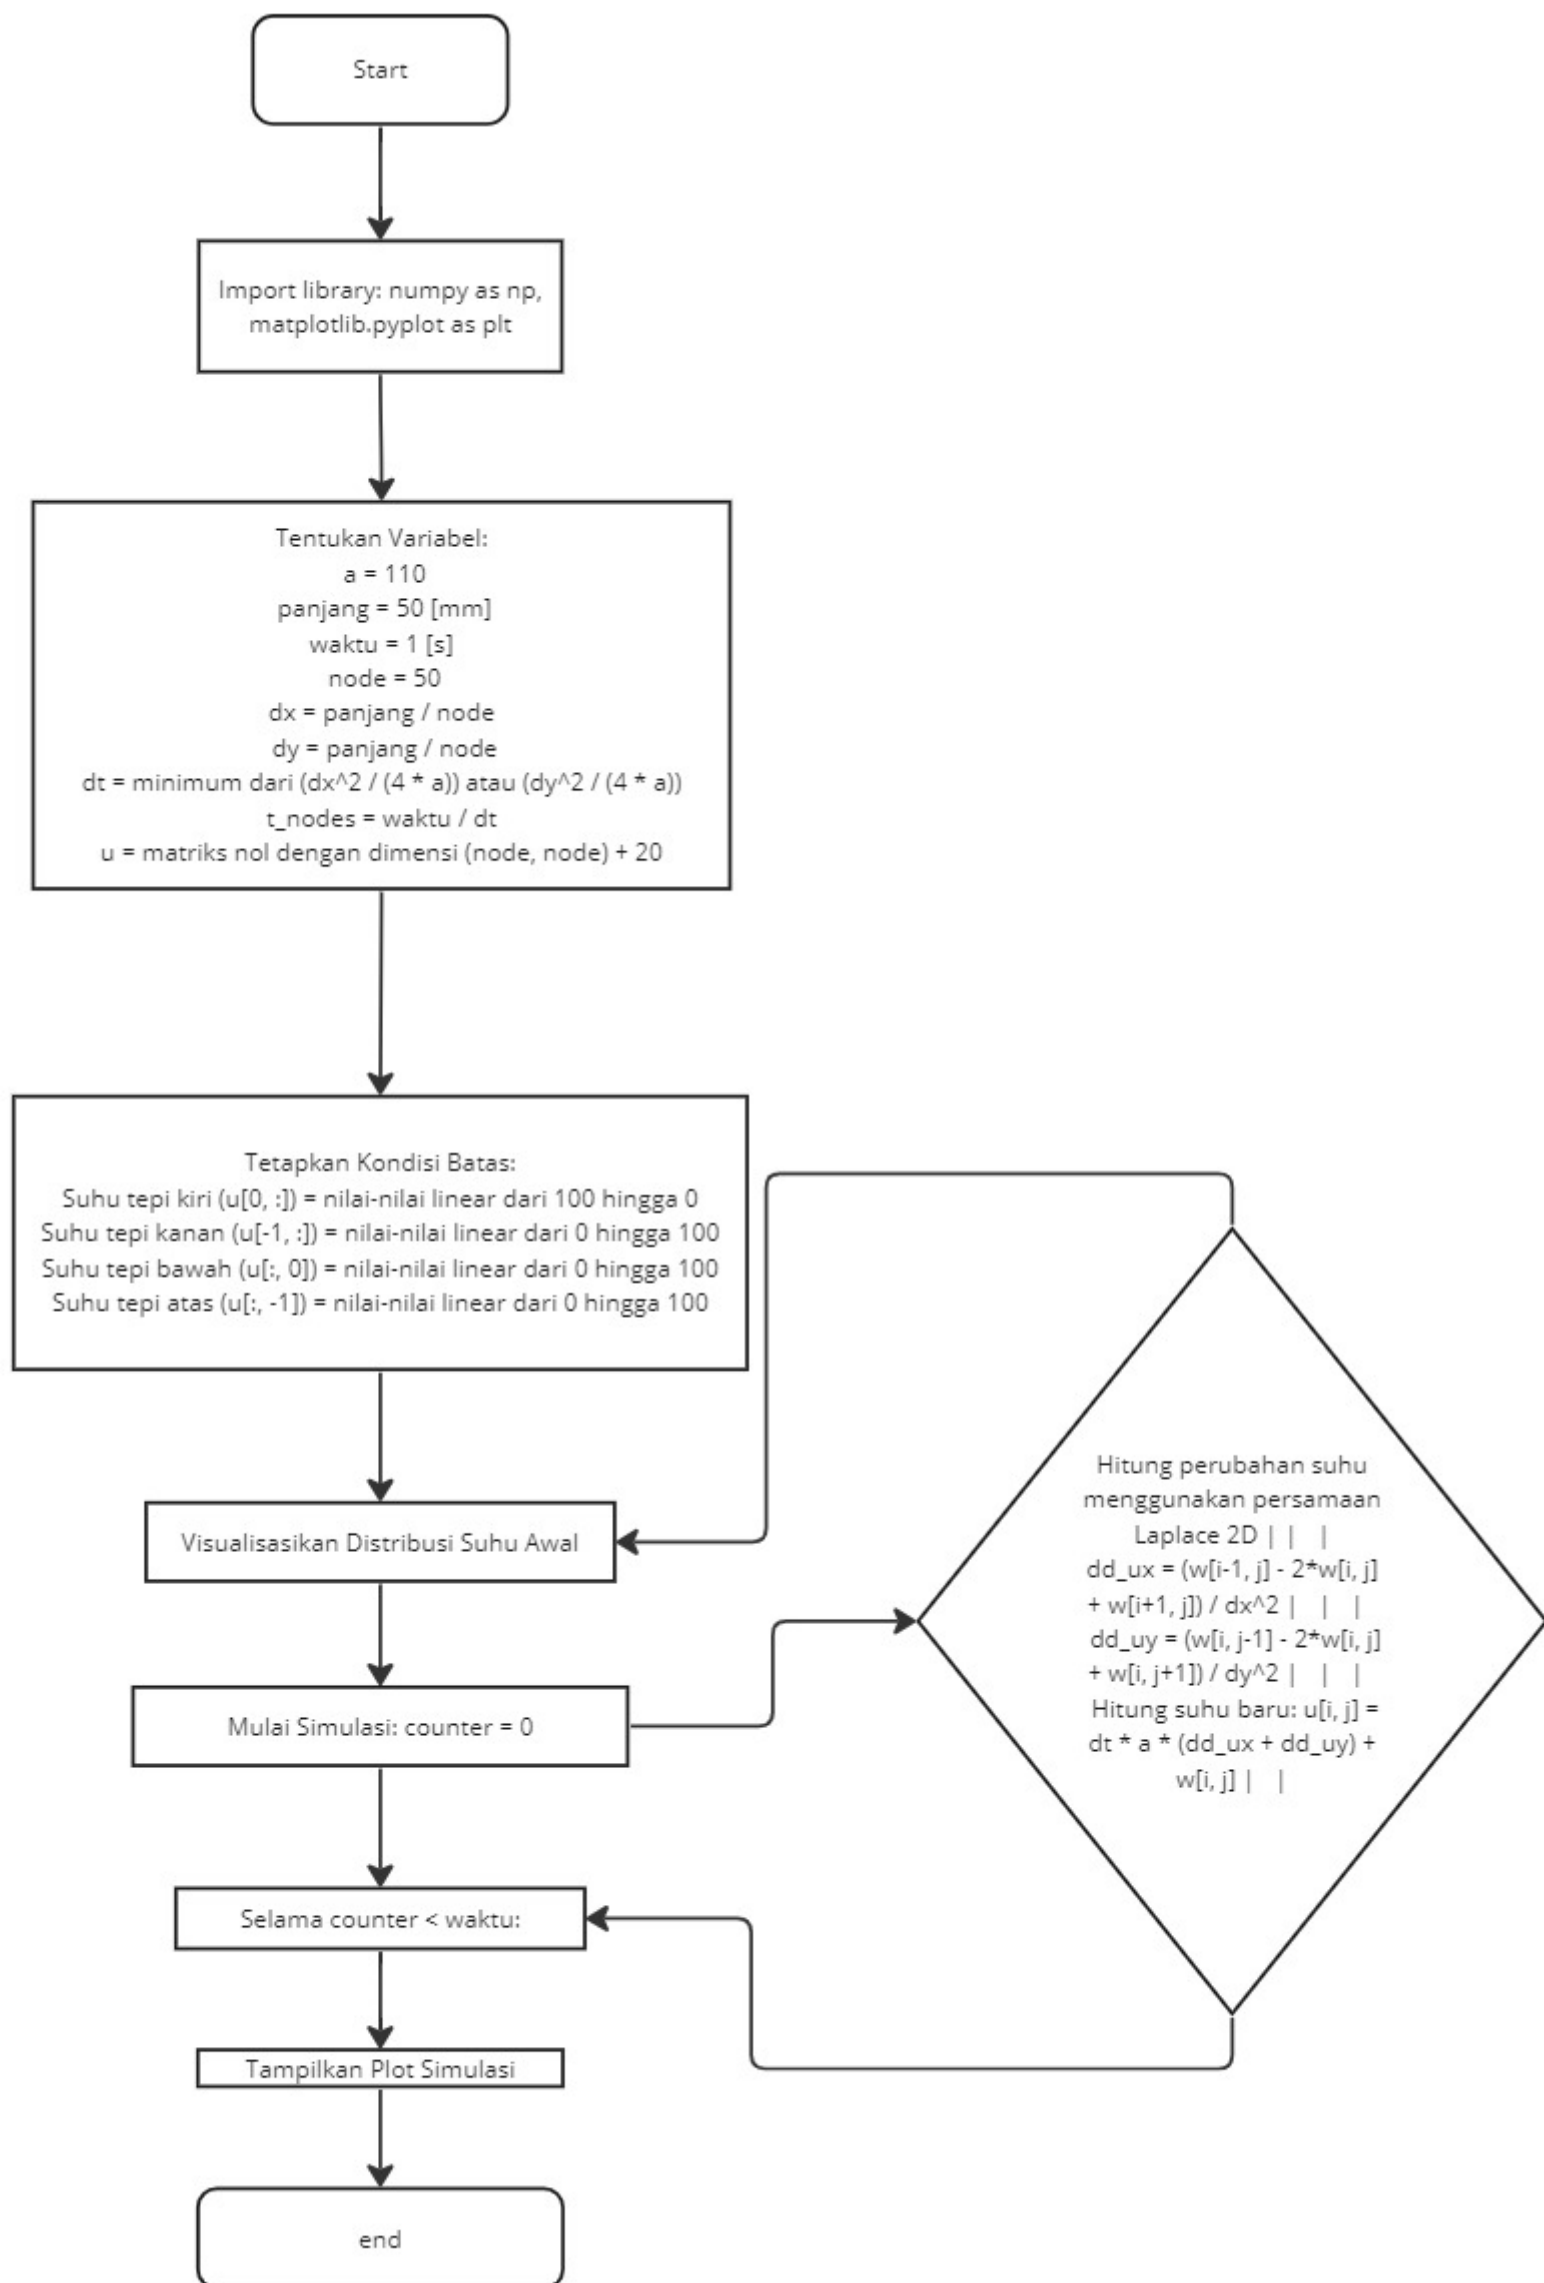 Start
Import library: numpy as np,
matplotlib.pyplot as plt
Tentukan Variabel:
a = 110
panjang = 50 [mm]
waktu = 1 [s]
node = 50
dx = panjang / node
dy = panjang / node
dt = minimum dari (dx^2 / (4 * a)) atau (dy^2 / (4 * a))
t_nodes = waktu / dt
u = matriks nol dengan dimensi (node, node) + 20
Tetapkan Kondisi Batas:
Suhu tepi kiri (u[0, :]) = nilai-nilai linear dari 100 hingga 0
Suhu tepi kanan (u[-1, :]) = nilai-nilai linear dari 0 hingga 100
Suhu tepi bawah (u[:, 0]) = nilai-nilai linear dari 0 hingga 100
Suhu tepi atas (u[:, -1]) = nilai-nilai linear dari 0 hingga 100
Visualisasikan Distribusi Suhu Awal
Mulai Simulasi: counter = 0
Hitung perubahan suhu
menggunakan persamaan
Laplace 2D | | |
dd_ux = (w[i-1, j] - 2*w[i, j]
+ w[i+1, j]) / dx^2 | | |
dd_uy = (w[i, j-1] - 2*w[i, j]
+ w[i, j+1]) / dy^2 | | |
Hitung suhu baru: u[i, j] =
dt * a * (dd_ux + dd_uy) +
w[i, j] | |
Selama counter < waktu:
Tampilkan Plot Simulasi
end